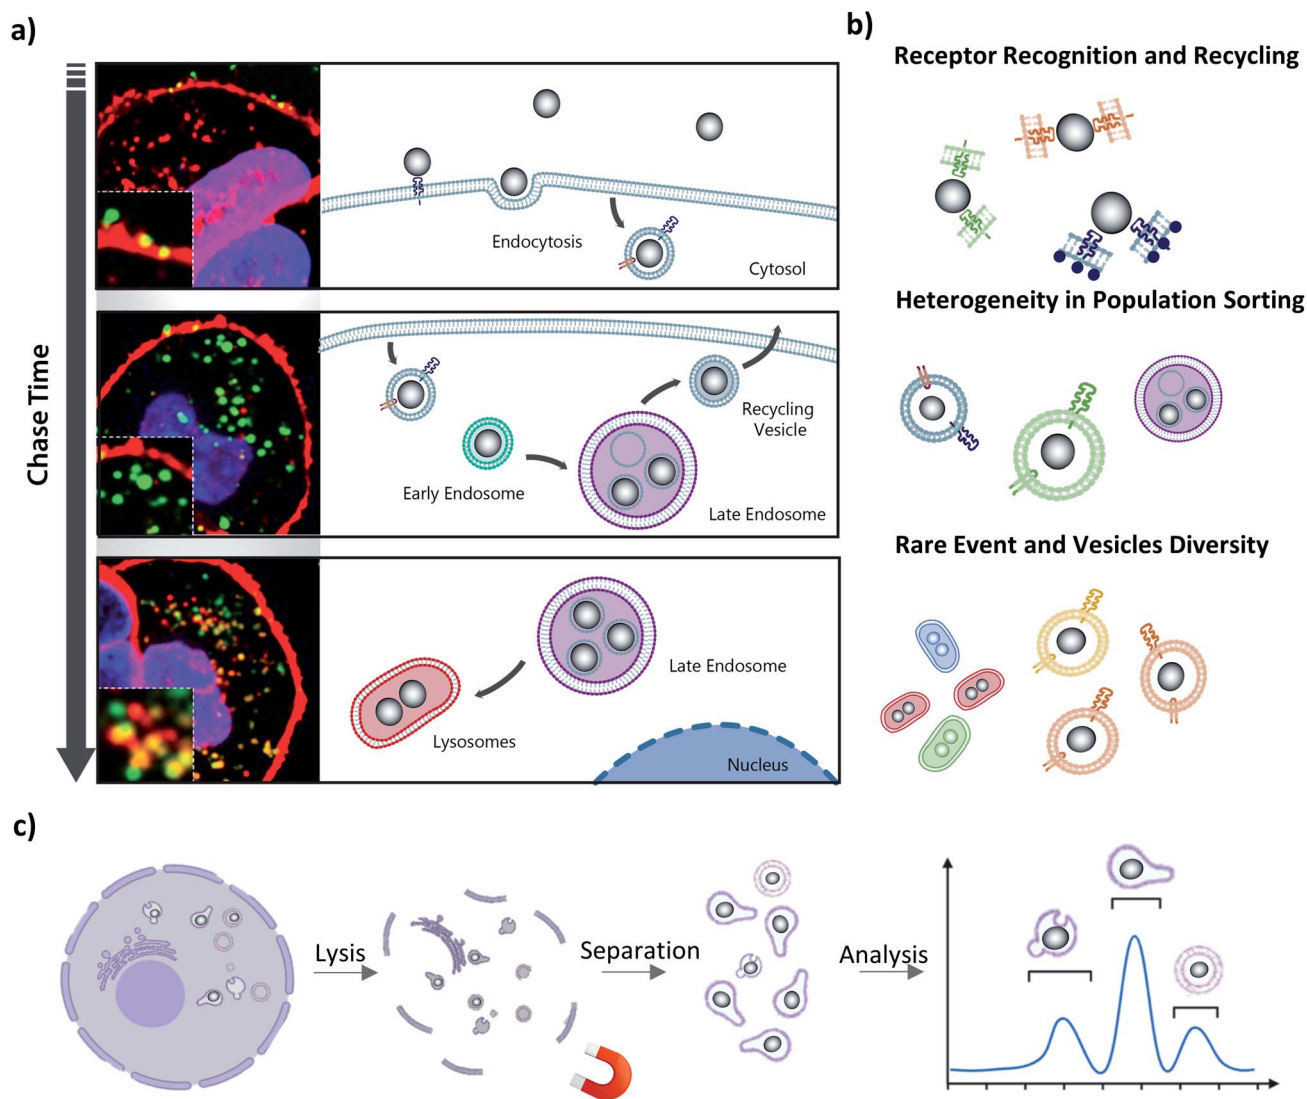 a)
Chase Time
Endocytosis
Cytosol
Early Endosome
Recycling
Vesicle
Late Endosome
Late Endosome
Lysosomes
Nucleus
b)
Receptor Recognition and Recycling
Heterogeneity in Population Sorting
Rare Event and Vesicles Diversity
c)
Lysis
Separation
Analysis